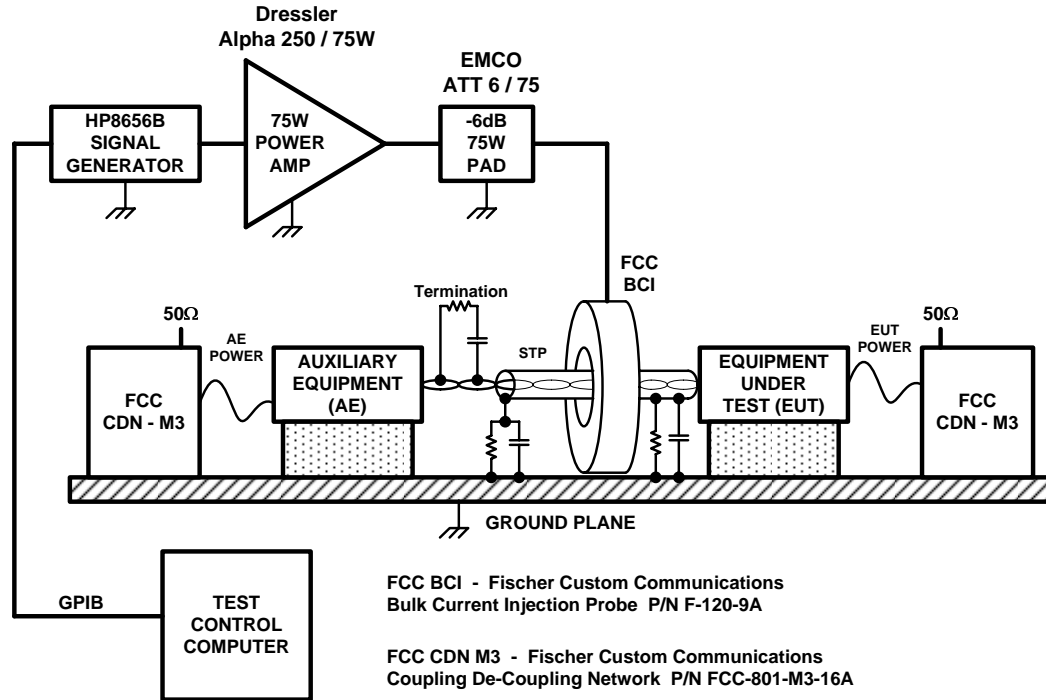 Dressler
Alpha 250 / 75W
EMCO
ATT 6 / 75
HP8656B
SIGNAL
GENERATOR
75W
POWER
AMP
-6dB
75W
PAD
FCC
BCI
Termination
50Ω
AE
POWER
STP
EUT
POWER
50Ω
FCC
CDN - M3
AUXILIARY
EQUIPMENT
(AE)
EQUIPMENT
UNDER
TEST (EUT)
FCC
CDN - M3
GROUND PLANE
GPIB
TEST
CONTROL
COMPUTER
FCC BCI - Fischer Custom Communications
Bulk Current Injection Probe P/N F-120-9A
FCC CDN M3 - Fischer Custom Communications
Coupling De-Coupling Network P/N FCC-801-M3-16A